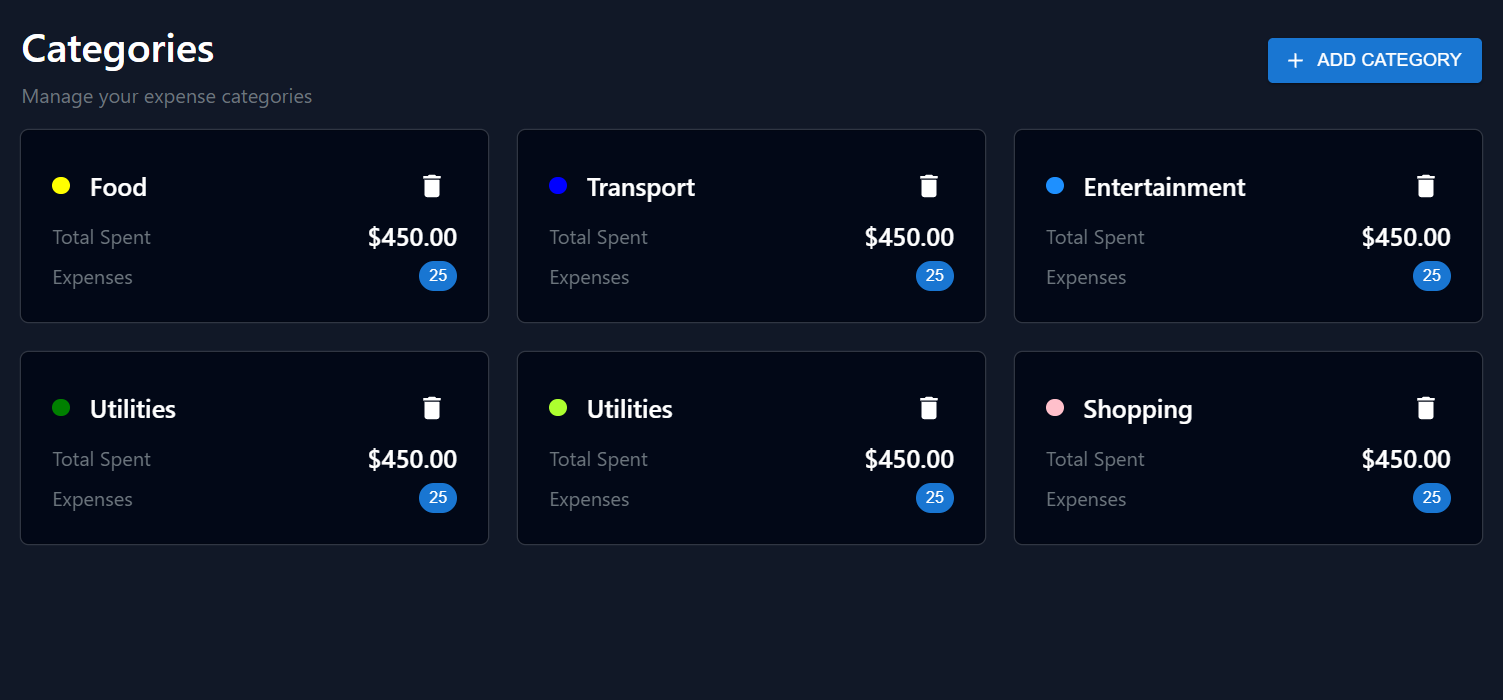 Categories
+ ADD CATEGORY
Manage your expense categories
Food
Total Spent $450.00
Expenses 25
Transport
Total Spent $450.00
Expenses 25
Entertainment
Total Spent $450.00
Expenses 25
Utilities
Total Spent $450.00
Expenses 25
Utilities
Total Spent $450.00
Expenses 25
Shopping
Total Spent $450.00
Expenses 25